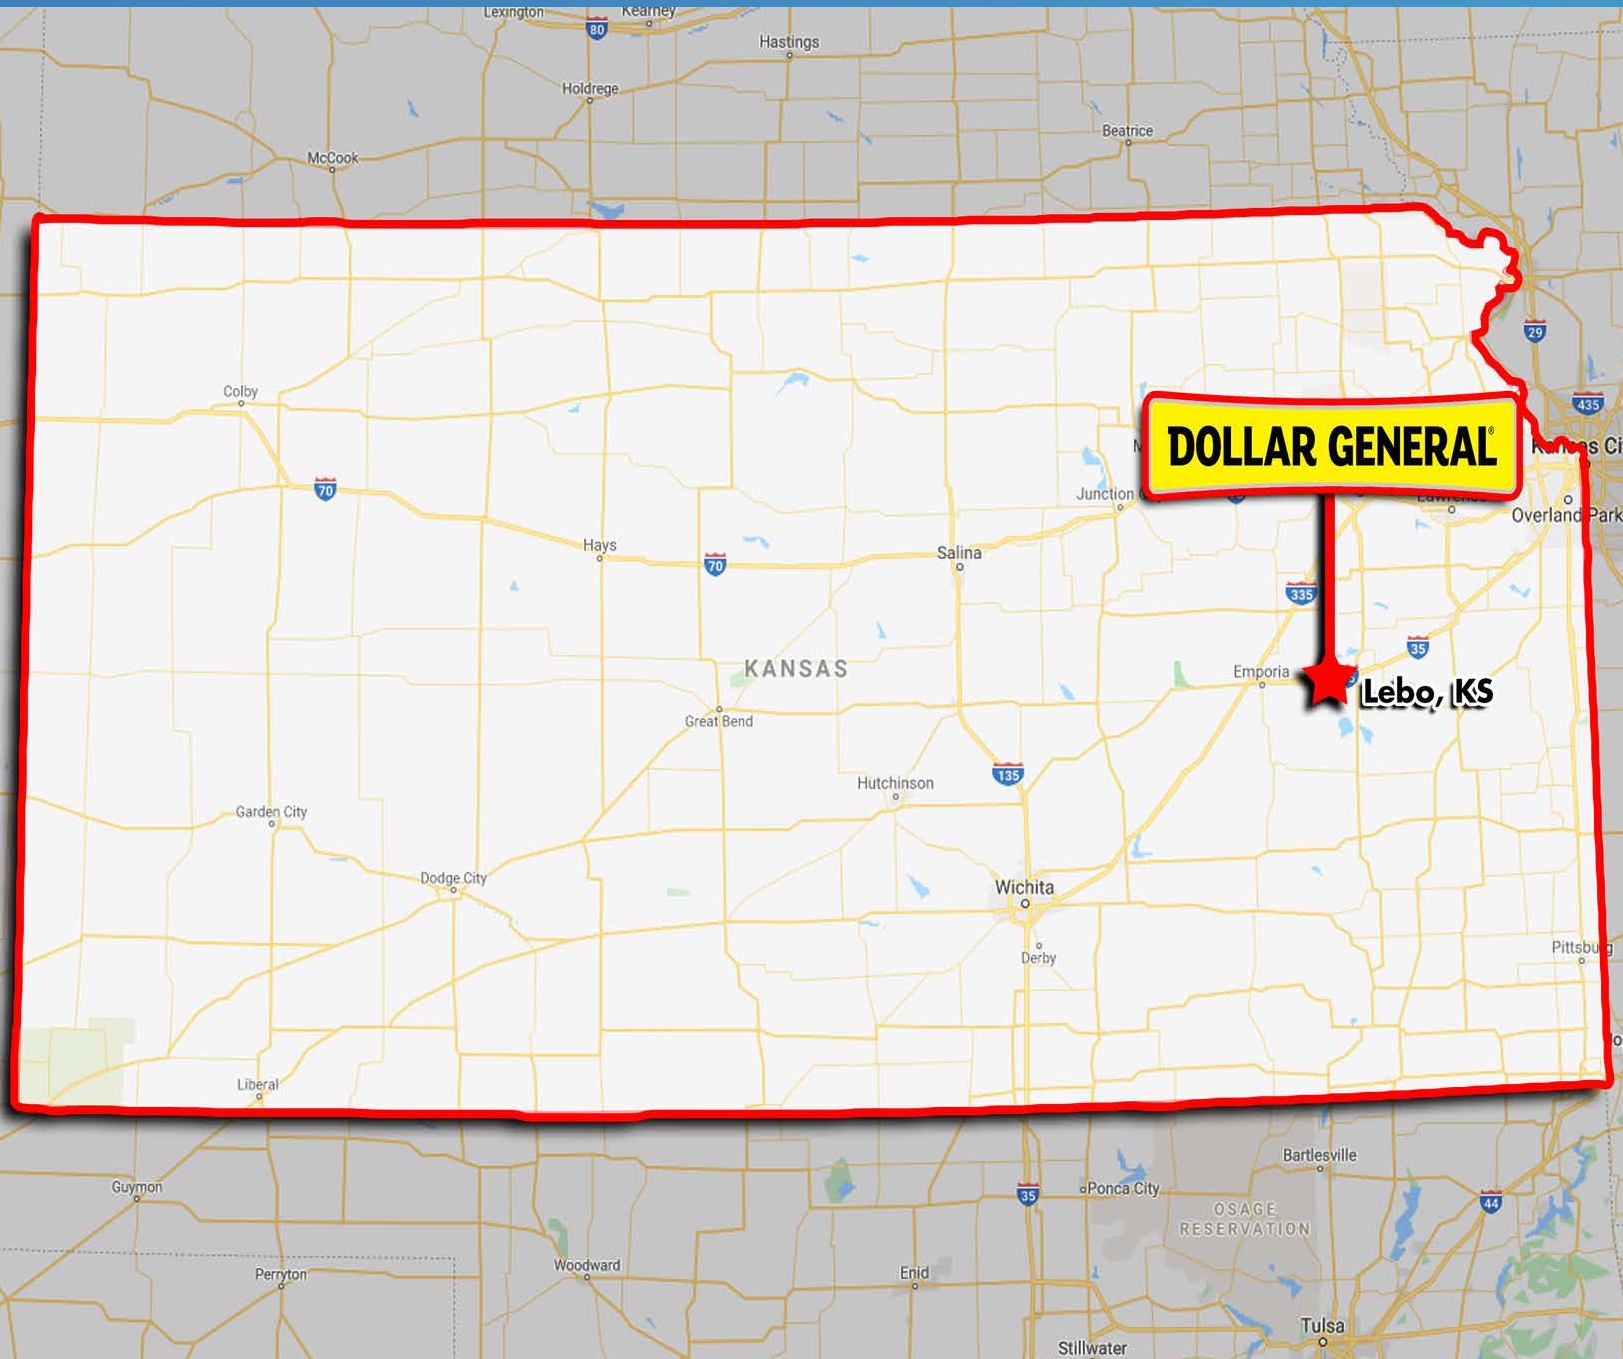 Lexington
Kearney
80
Hastings
Holdrege
Beatrice
McCook
29
Colby
435
DOLLAR GENERAL®
70
Junction
Lawrence
Overland Park
Hays
70
Salina
335
35
KANSAS
Emporia
Lebo, KS
Great Bend
135
Hutchinson
Garden City
Dodge City
Wichita
Derby
Pittsburg
Liberal
Bartlesville
Guymon
35
Ponca City
44
OSAGE
RESERVATION
Woodward
Perryton
Enid
Tulsa
Stillwater